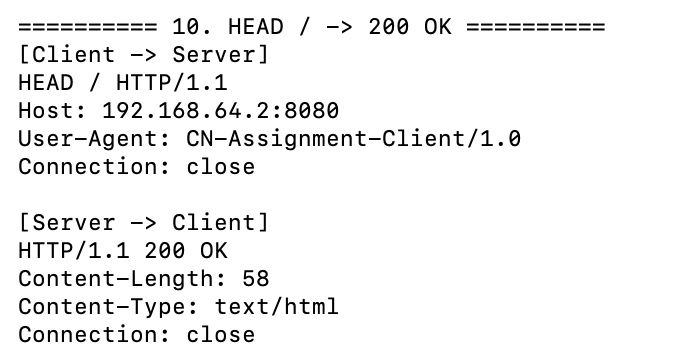 ========== 10. HEAD / -> 200 OK ==========
[Client -> Server]
HEAD / HTTP/1.1
Host: 192.168.64.2:8080
User-Agent: CN-Assignment-Client/1.0
Connection: close

[Server -> Client]
HTTP/1.1 200 OK
Content-Length: 58
Content-Type: text/html
Connection: close